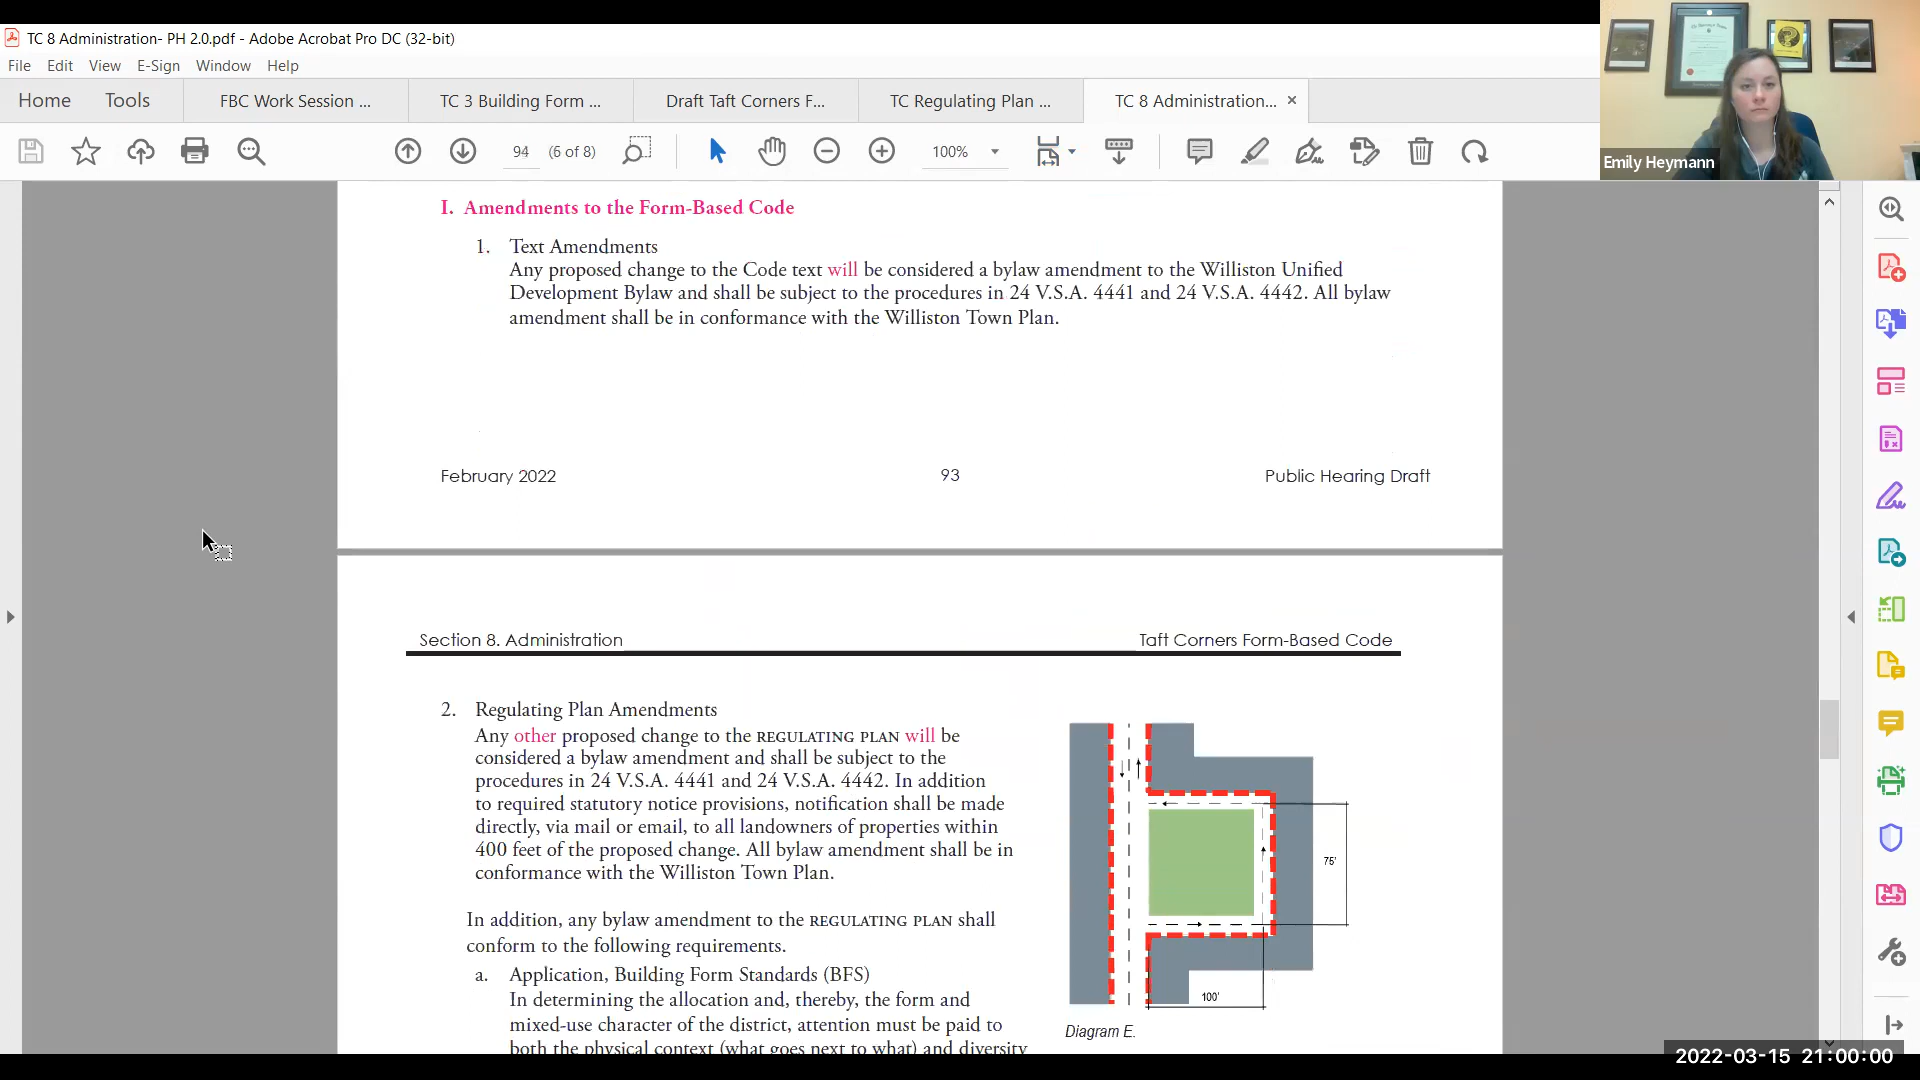 TC 8 Administration- PH 2.0.pdf - Adobe Acrobat Pro DC (32-bit)
File Edit View E-Sign Window Help
Home Tools FBC Work Session ... TC 3 Building Form ... Draft Taft Corners F... TC Regulating Plan ... TC 8 Administration... ×
94 (6 of 8) 100%
Emily Heymann
I. Amendments to the Form-Based Code
1. Text Amendments
Any proposed change to the Code text will be considered a bylaw amendment to the Williston Unified
Development Bylaw and shall be subject to the procedures in 24 V.S.A. 4441 and 24 V.S.A. 4442. All bylaw
amendment shall be in conformance with the Williston Town Plan.
February 2022 93 Public Hearing Draft
Section 8. Administration Taft Corners Form-Based Code
2. Regulating Plan Amendments
Any other proposed change to the REGULATING PLAN will be
considered a bylaw amendment and shall be subject to the
procedures in 24 V.S.A. 4441 and 24 V.S.A. 4442. In addition
to required statutory notice provisions, notification shall be made
directly, via mail or email, to all landowners of properties within
400 feet of the proposed change. All bylaw amendment shall be in
conformance with the Williston Town Plan.
In addition, any bylaw amendment to the REGULATING PLAN shall
conform to the following requirements.
a. Application, Building Form Standards (BFS)
In determining the allocation and, thereby, the form and
mixed-use character of the district, attention must be paid to
both the physical context (what goes next to what) and diversity
75'
100'
Diagram E.
2022-03-15 21:00:00